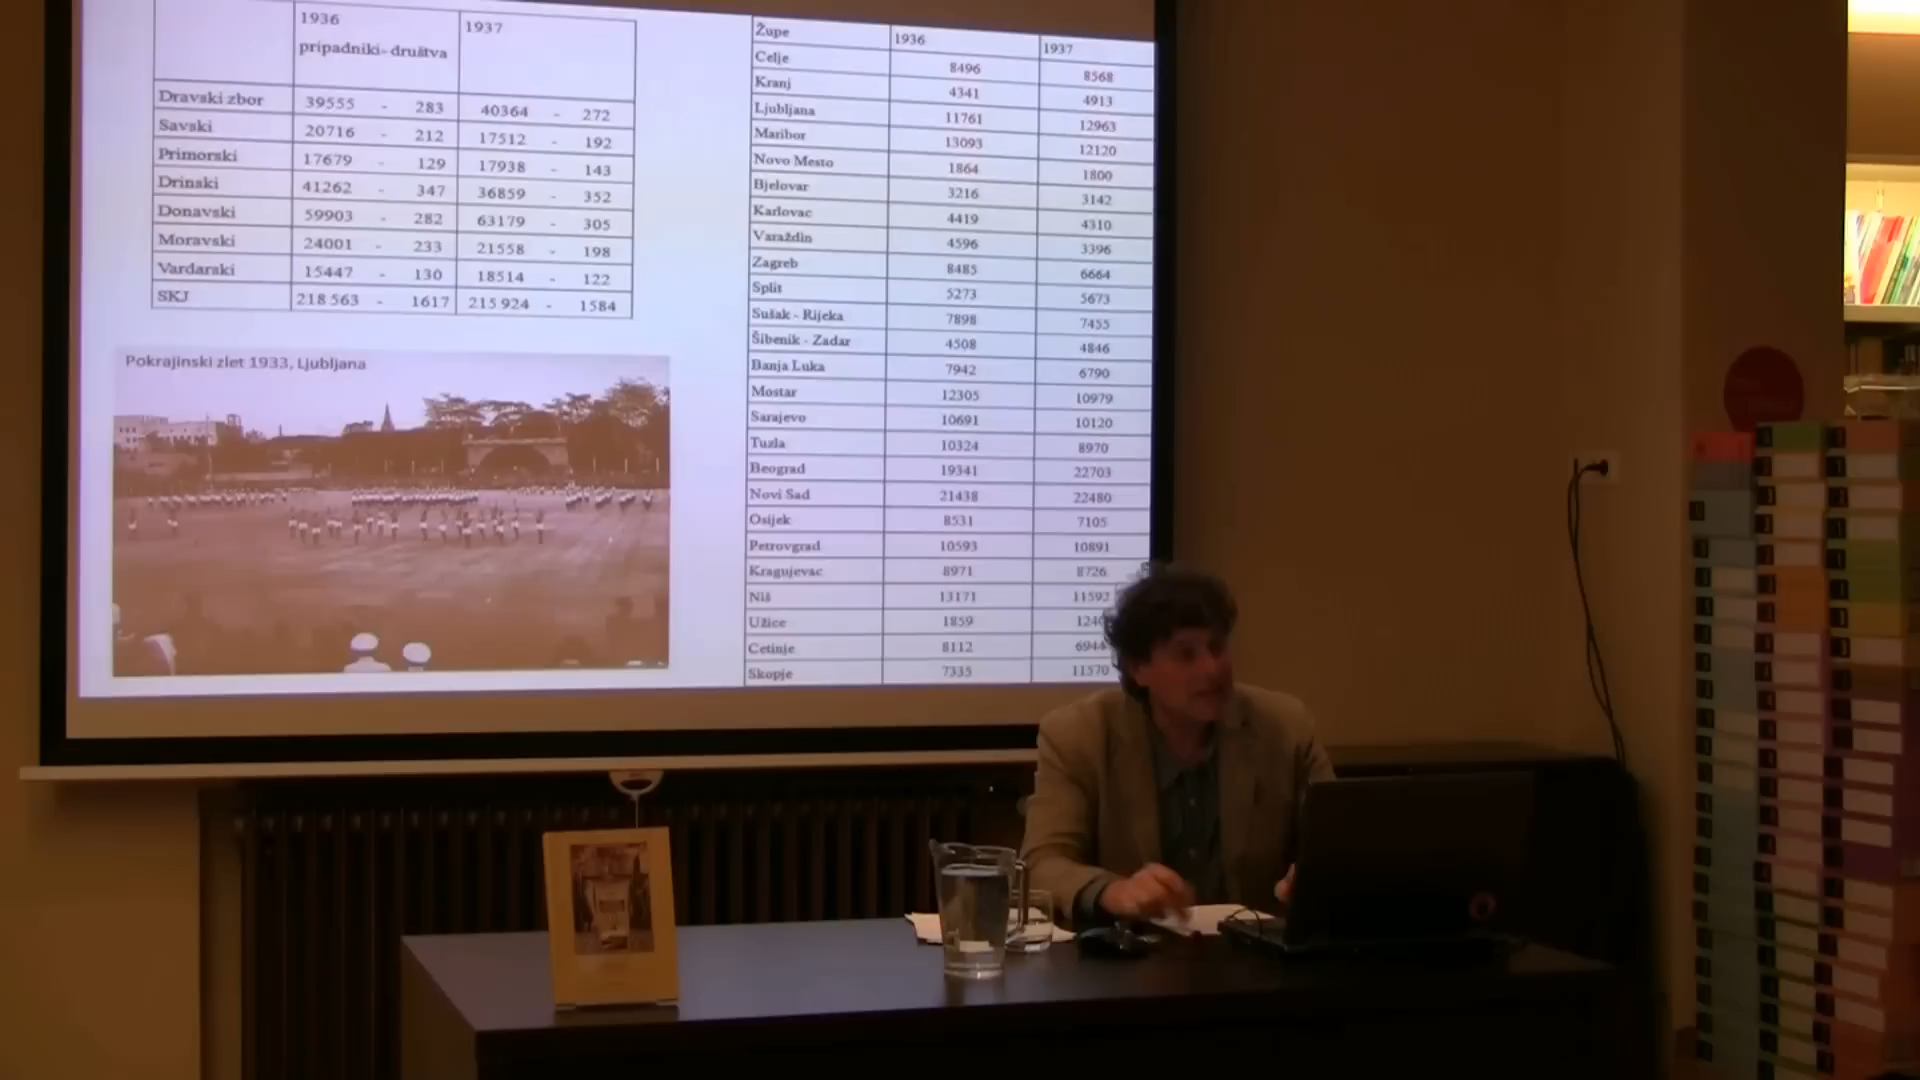 1936 1937
pripadniki- društva
Dravski zbor 39555 - 283 40364 - 272
Savski 20716 - 212 17512 - 192
Primorski 17679 - 129 17938 - 143
Drinski 41262 - 347 36859 - 352
Donavski 59903 - 282 63179 - 305
Moravski 24001 - 233 21558 - 198
Vardarski 15447 - 130 18514 - 122
SKJ 218 563 - 1617 215 924 - 1584
Pokrajinski zlet 1933, Ljubljana
Župe 1936 1937
Celje 8496 8568
Kranj 4341 4913
Ljubljana 11761 12963
Maribor 13093 12120
Novo Mesto 1864 1800
Bjelovar 3216 3142
Karlovac 4419 4310
Varaždin 4596 3396
Zagreb 8485 6664
Split 5273 5673
Sušak - Rijeka 7898 7455
Šibenik - Zadar 4508 4846
Banja Luka 7942 6790
Mostar 12305 10979
Sarajevo 10691 10120
Tuzla 10324 8970
Beograd 19341 22703
Novi Sad 21438 22480
Osijek 8531 7105
Petrovgrad 10593 10891
Kragujevac 8971 8726
Niš 13171 11592
Užice 1859
Cetinje 8112 6944
Skopje 7335 11570